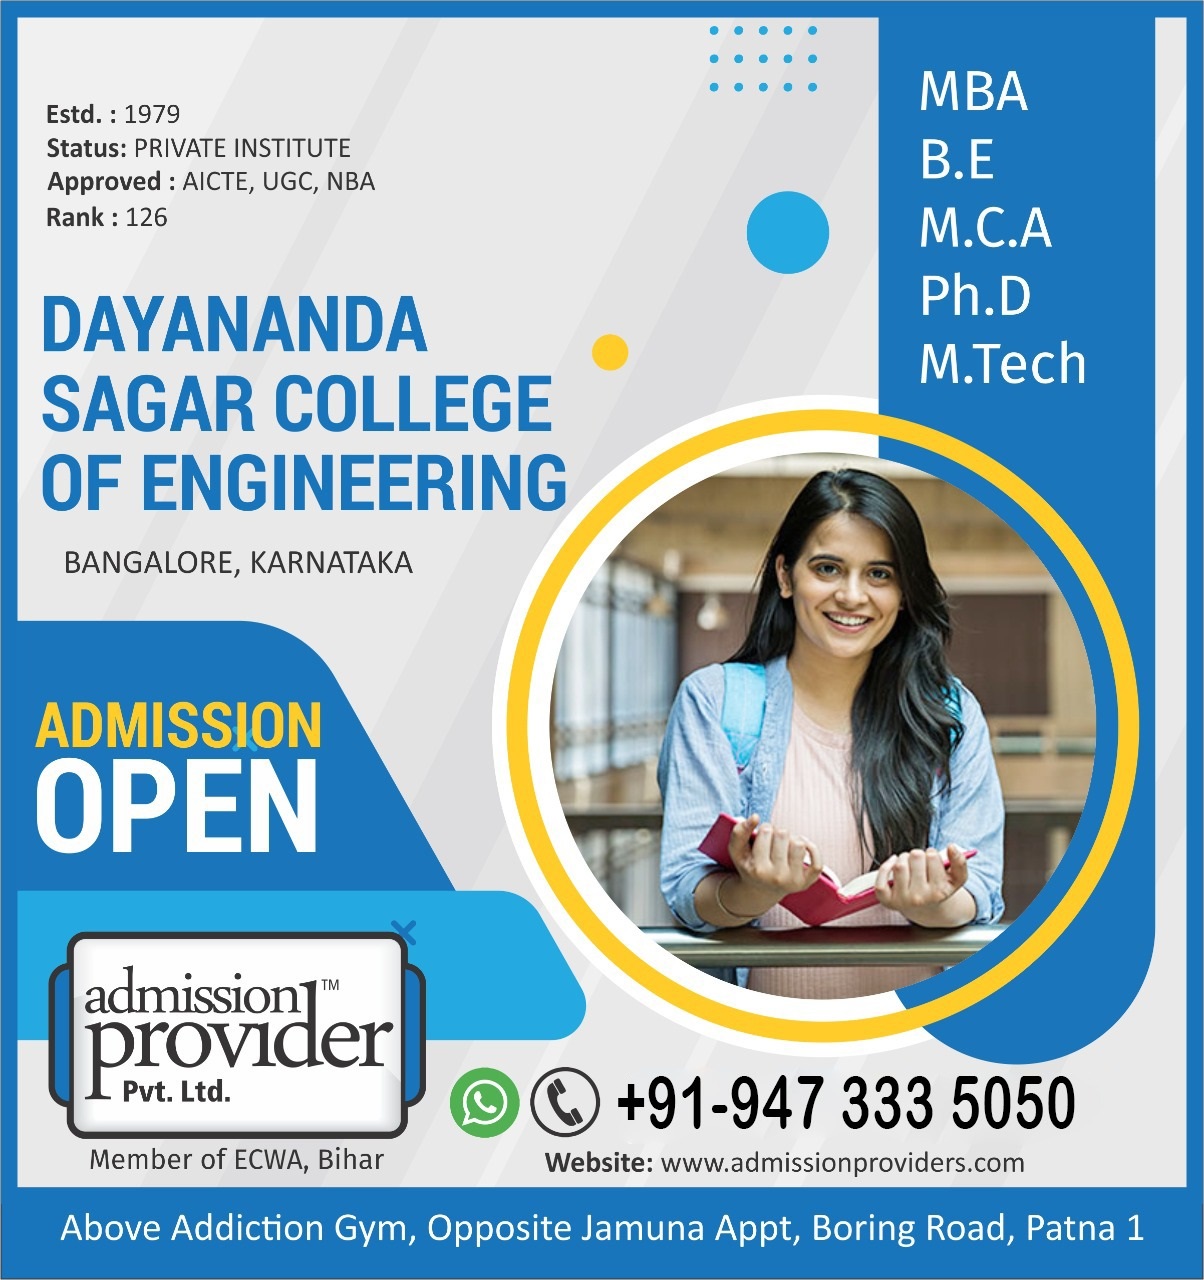 Estd. : 1979
Status: PRIVATE INSTITUTE
Approved : AICTE, UGC, NBA
Rank : 126
DAYANANDA
SAGAR COLLEGE
OF ENGINEERING
BANGALORE, KARNATAKA
MBA
B.E
M.C.A
Ph.D
M.Tech
ADMISSION
OPEN
admission™
provider
Pvt. Ltd.
Member of ECWA, Bihar
+91-947 333 5050
Website: www.admissionproviders.com
Above Addiction Gym, Opposite Jamuna Appt, Boring Road, Patna 1